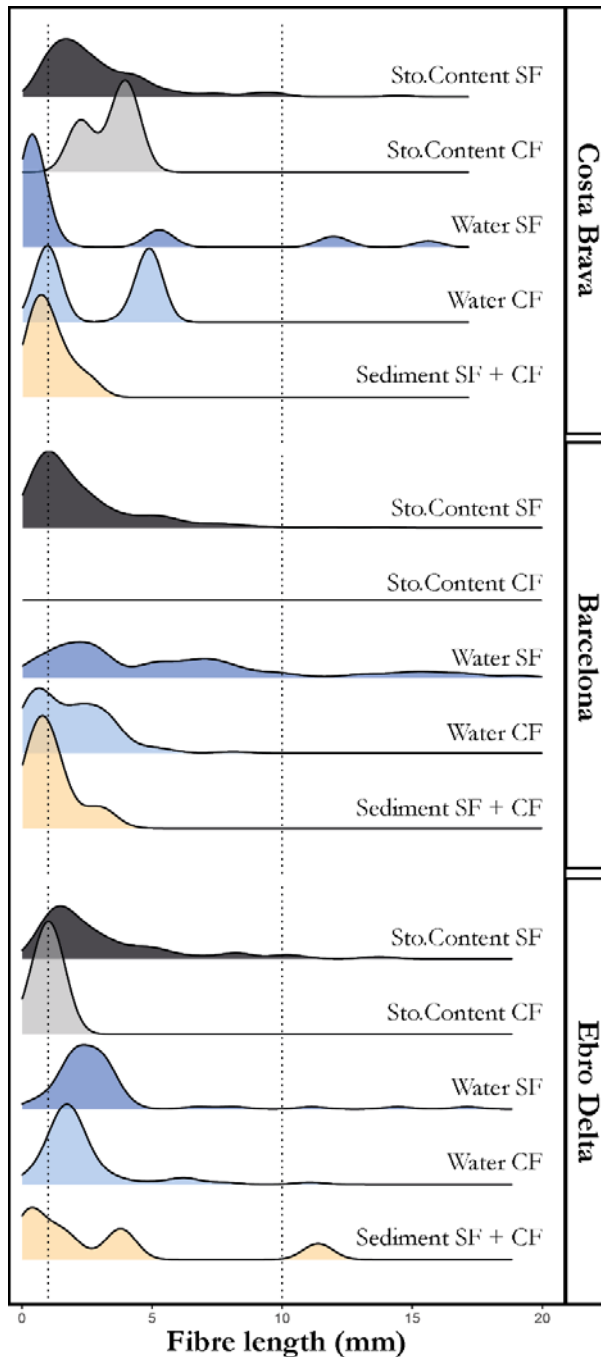 Sto.Content SF
Sto.Content CF
Water SF
Water CF
Sediment SF + CF
Costa Brava
Sto.Content SF
Sto.Content CF
Water SF
Water CF
Sediment SF + CF
Barcelona
Sto.Content SF
Sto.Content CF
Water SF
Water CF
Sediment SF + CF
Ebro Delta
0 5 10 15 20
Fibre length (mm)